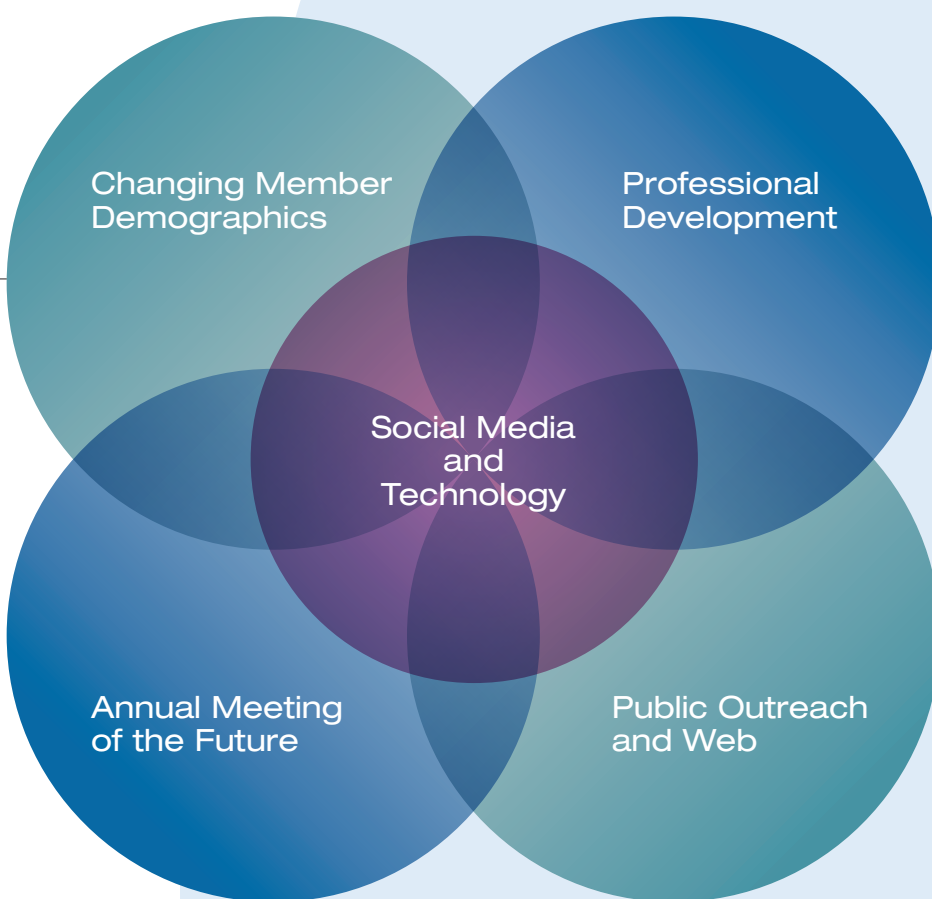 Changing Member
Demographics
Professional
Development
Social Media
and
Technology
Annual Meeting
of the Future
Public Outreach
and Web